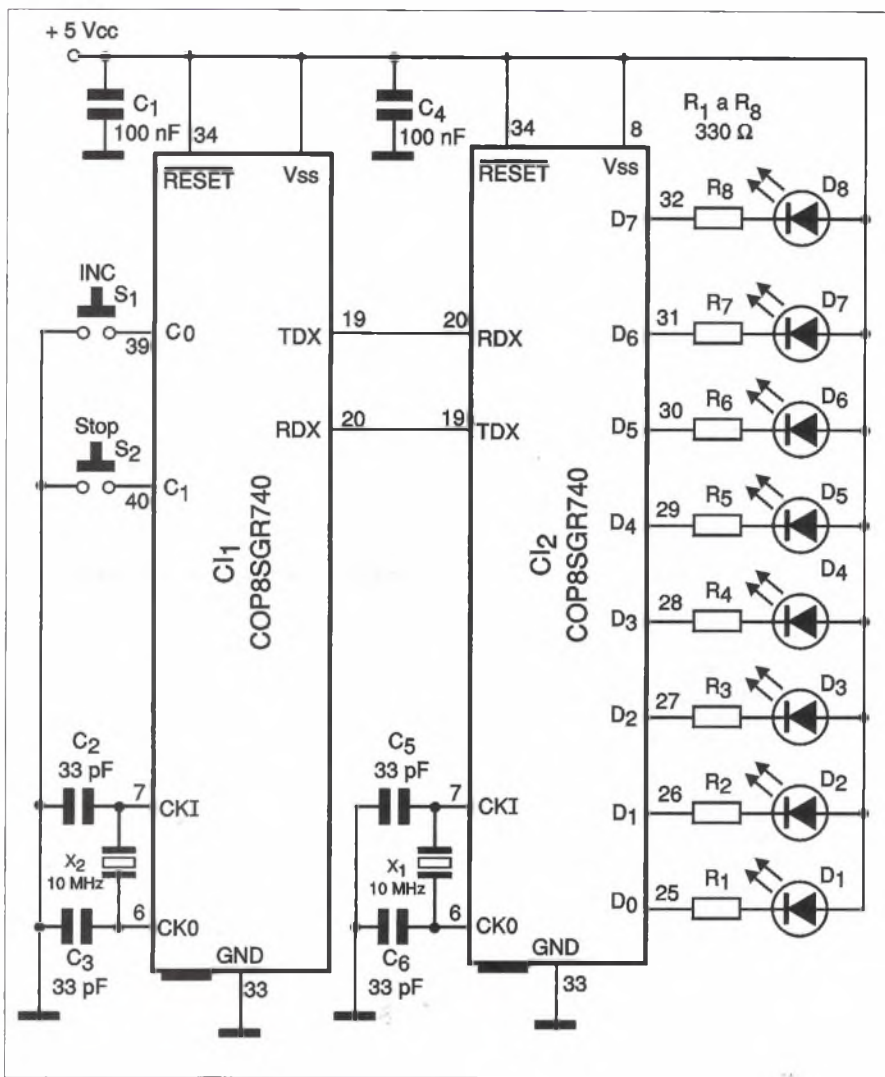 + 5 Vcc
C1
100 nF
34
RESET
Vss
C4
100 nF
34
8
RESET
Vss
R1 a R8
330 Ω
INC
S1
39
C0
Stop
S2
40
C1
TDX
19
20
RDX
RDX
20
19
TDX
CI1
COP8SGR740
CI2
COP8SGR740
D7
32
R8
D8
D6
31
R7
D7
D5
30
R6
D6
D4
29
R5
D5
D3
28
R4
D4
D2
27
R3
D3
D1
26
R2
D2
D0
25
R1
D1
C2
33 pF
7
CKI
X2
10 MHz
6
CK0
C3
33 pF
GND
33
C5
33 pF
7
CKI
X1
10 MHz
6
CK0
C6
33 pF
GND
33